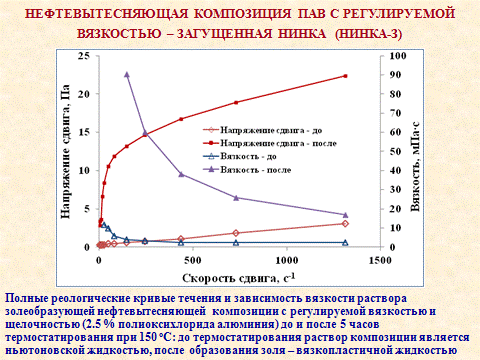 НЕФТЕВЫТЕСНЯЮЩАЯ КОМПОЗИЦИЯ ПАВ С РЕГУЛИРУЕМОЙ
ВЯЗКОСТЬЮ – ЗАГУЩЕННАЯ НИНКА (НИНКА-З)
25
20
15
10
5
0
Напряжение сдвига, Па
100
90
80
70
60
50
40
30
20
10
0
Вязкость, мПа·с
Напряжение сдвига - до
Напряжение сдвига - после
Вязкость - до
Вязкость - после
0 500 1000 1500
Скорость сдвига, с-1
Полные реологические кривые течения и зависимость вязкости раствора
золеобразующей нефтевытесняющей композиции с регулируемой вязкостью и
щелочностью (2.5 % полиоксихлорида алюминия) до и после 5 часов
термостатирования при 150 °С: до термостатирования раствор композиции является
ньютоновской жидкостью, после образования золя – вязкопластичной жидкостью